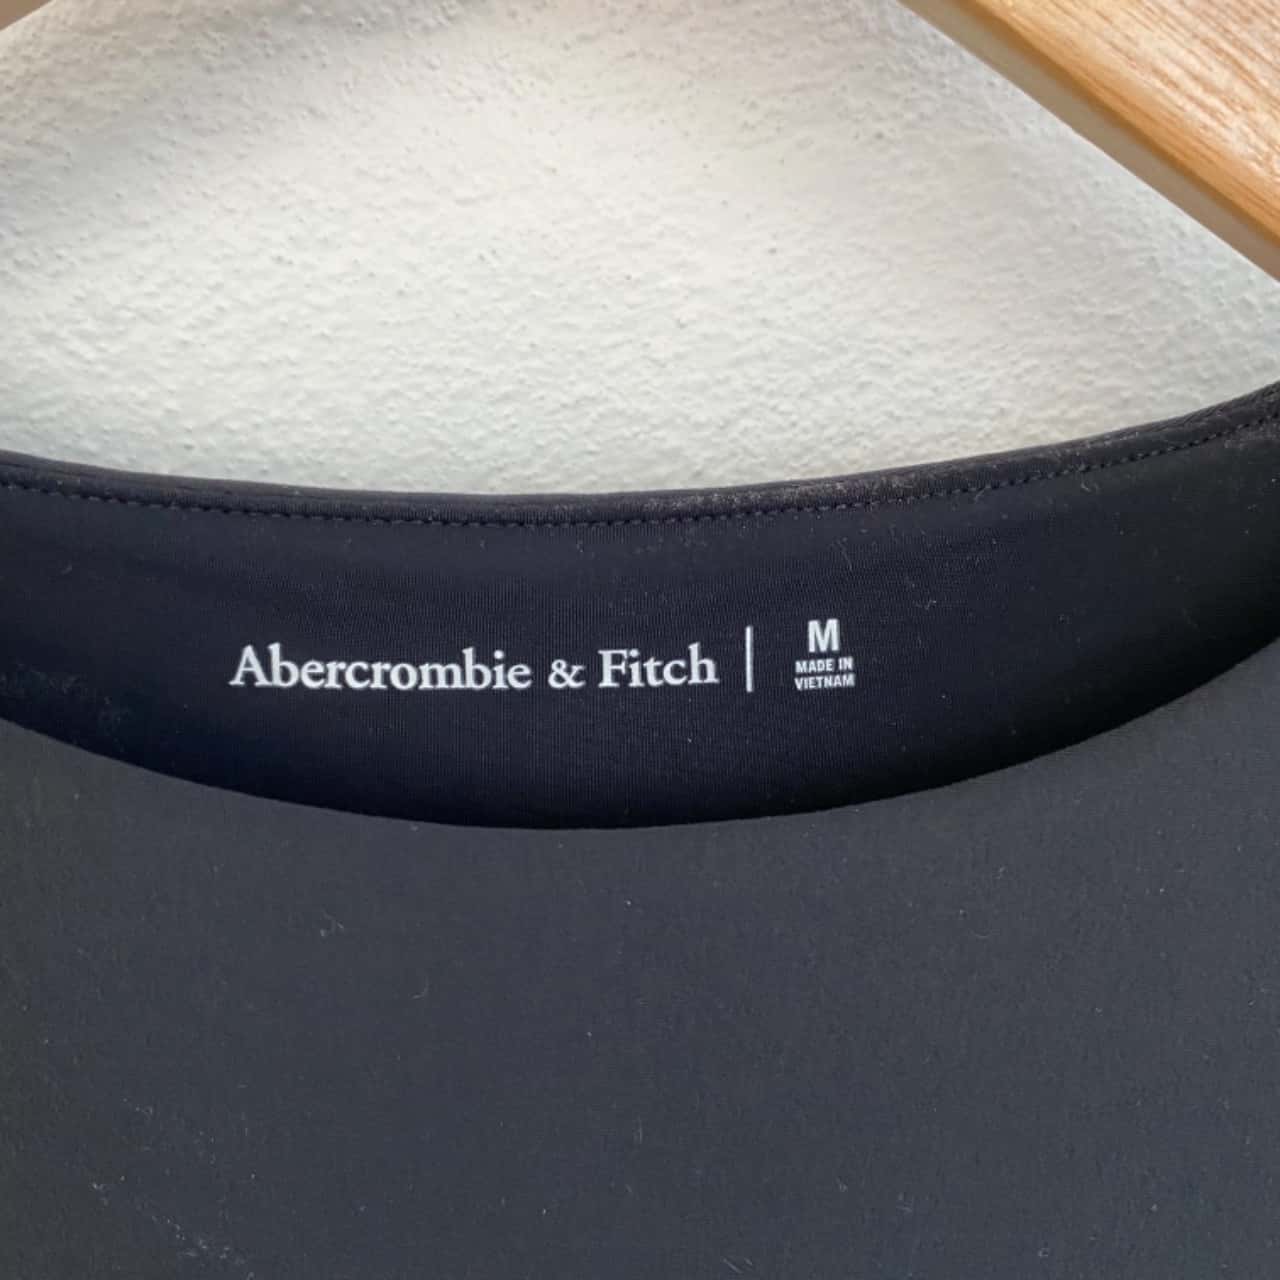 Abercrombie & Fitch | M
MADE IN
VIETNAM